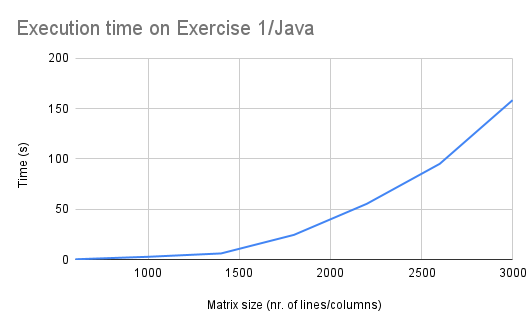 Execution time on Exercise 1/Java
200
150
100
50
0
Time (s)
1000 1500 2000 2500 3000
Matrix size (nr. of lines/columns)